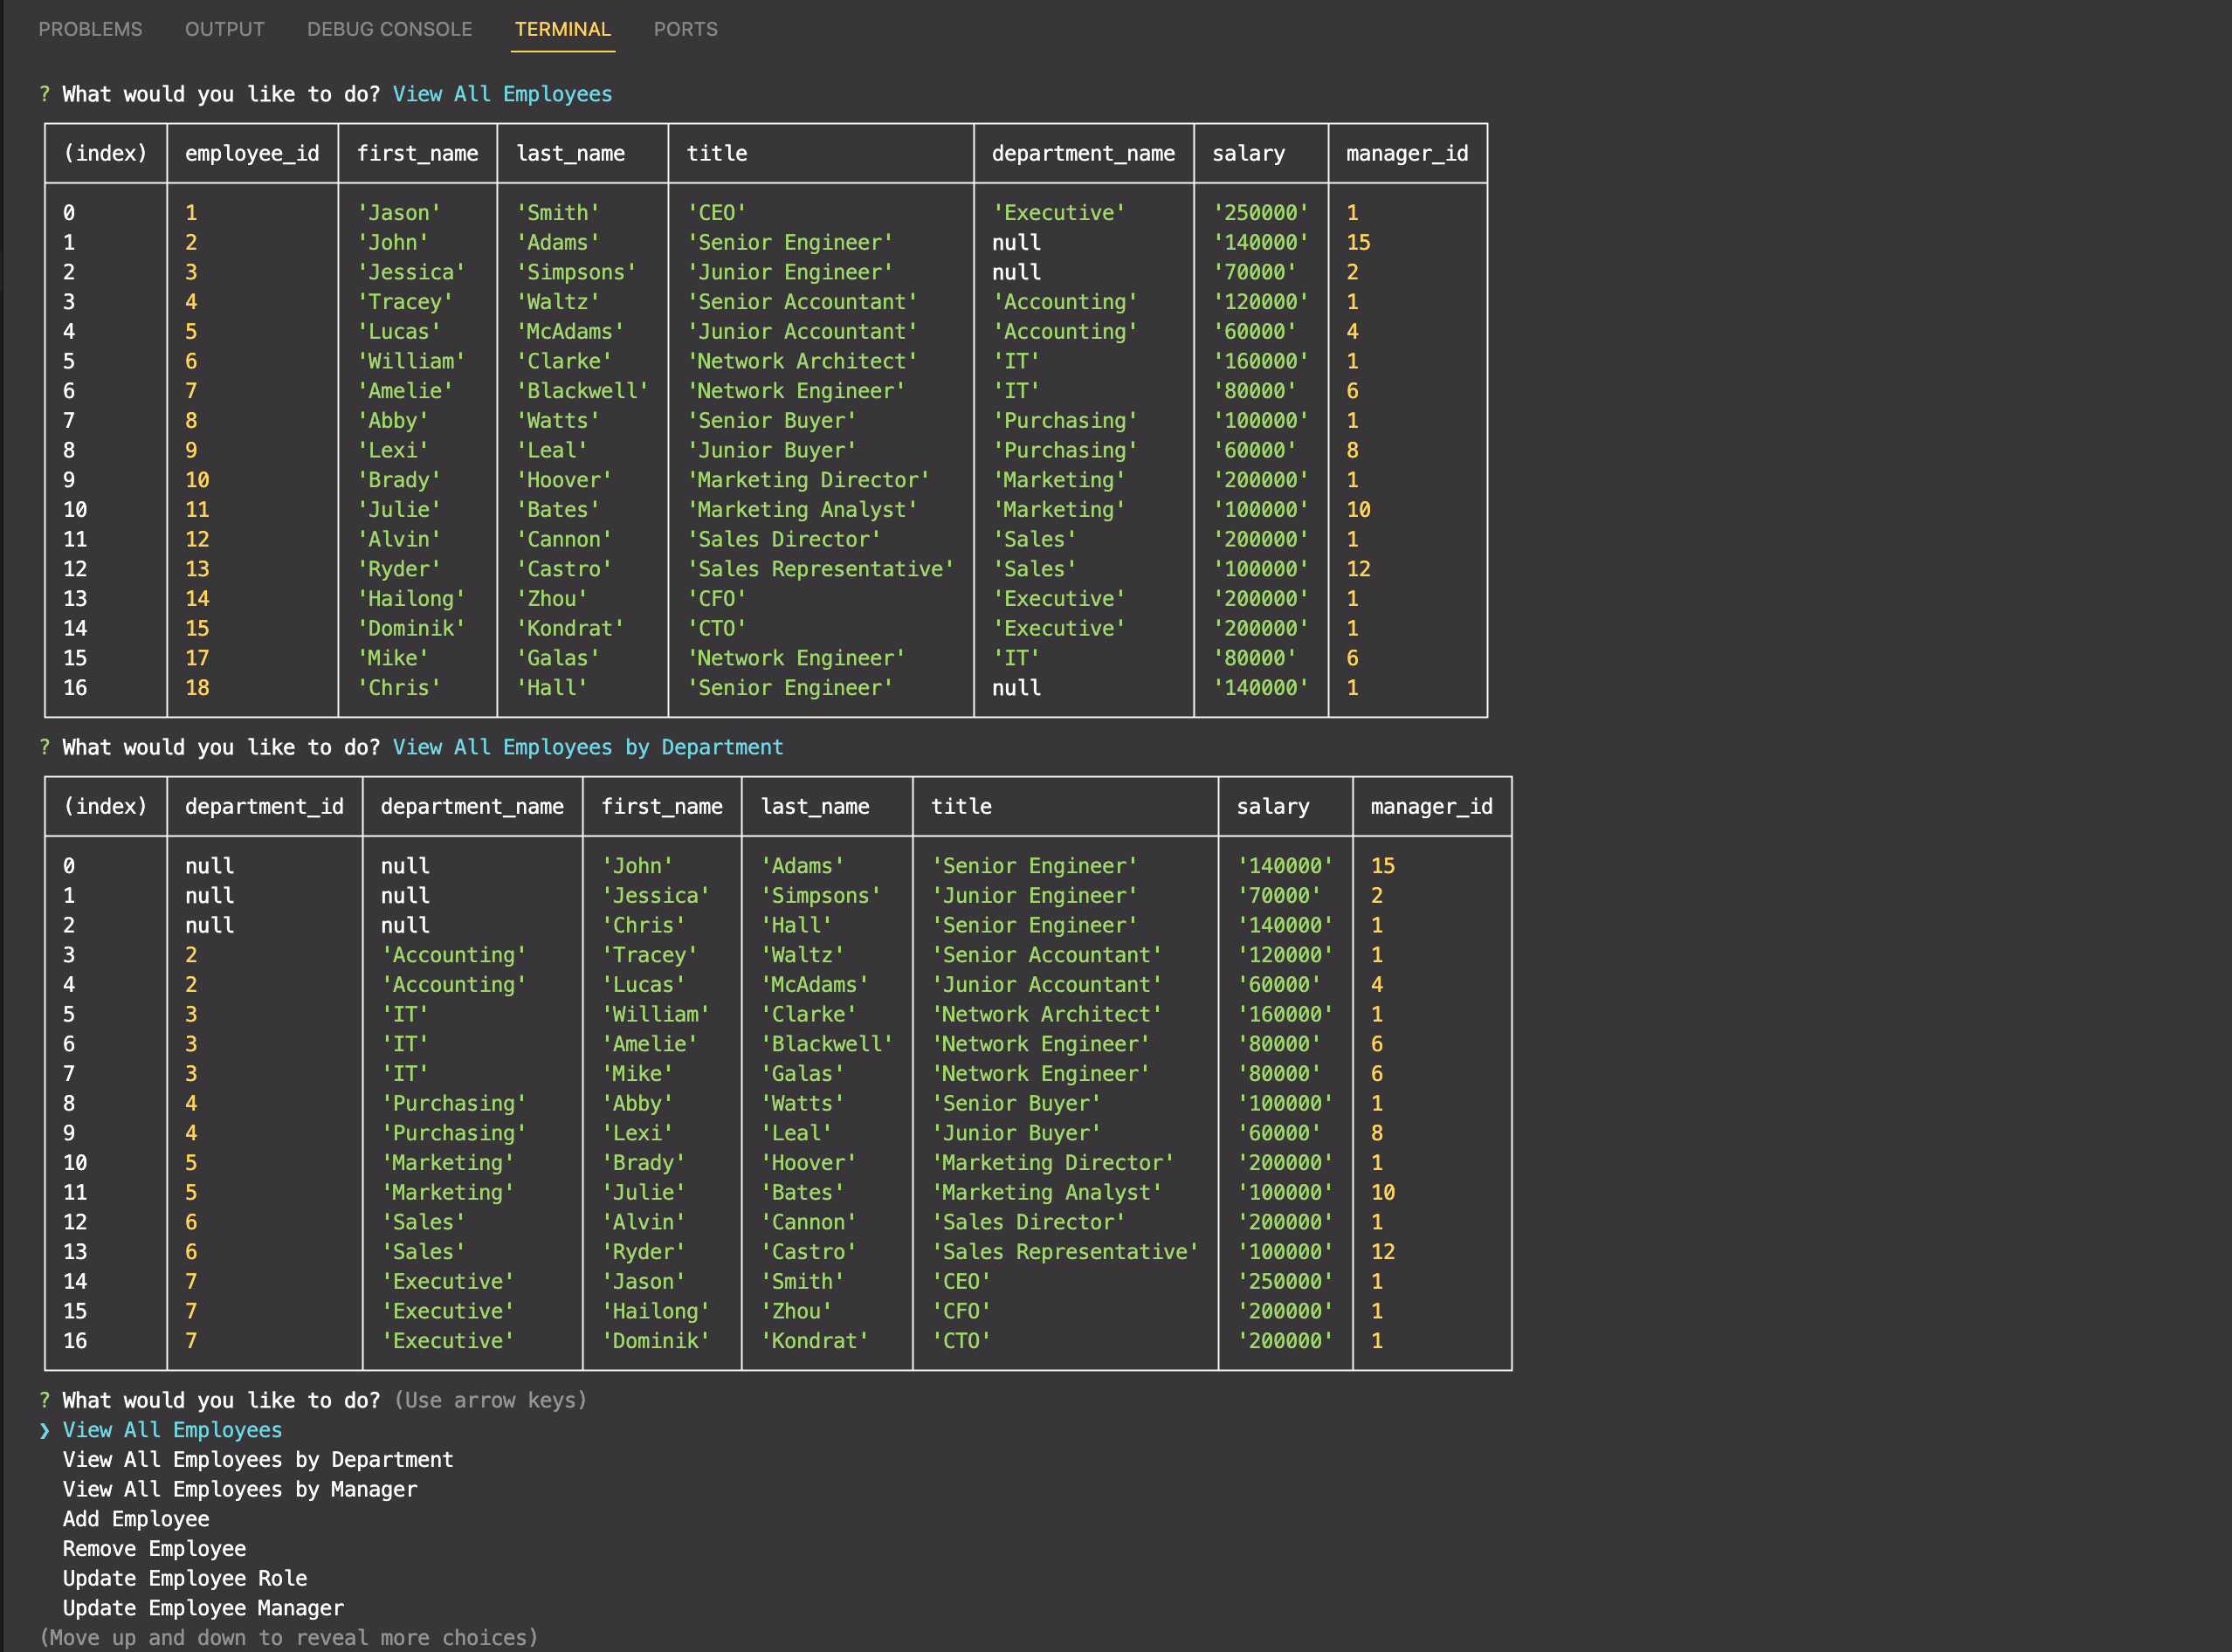 PROBLEMS OUTPUT DEBUG CONSOLE TERMINAL PORTS
? What would you like to do? View All Employees
(index) employee_id first_name last_name title department_name salary manager_id
0 1 'Jason' 'Smith' 'CEO' 'Executive' '250000' 1
1 2 'John' 'Adams' 'Senior Engineer' null '140000' 15
2 3 'Jessica' 'Simpsons' 'Junior Engineer' null '70000' 2
3 4 'Tracey' 'Waltz' 'Senior Accountant' 'Accounting' '120000' 1
4 5 'Lucas' 'McAdams' 'Junior Accountant' 'Accounting' '60000' 4
5 6 'William' 'Clarke' 'Network Architect' 'IT' '160000' 1
6 7 'Amelie' 'Blackwell' 'Network Engineer' 'IT' '80000' 6
7 8 'Abby' 'Watts' 'Senior Buyer' 'Purchasing' '100000' 1
8 9 'Lexi' 'Leal' 'Junior Buyer' 'Purchasing' '60000' 8
9 10 'Brady' 'Hoover' 'Marketing Director' 'Marketing' '200000' 1
10 11 'Julie' 'Bates' 'Marketing Analyst' 'Marketing' '100000' 10
11 12 'Alvin' 'Cannon' 'Sales Director' 'Sales' '200000' 1
12 13 'Ryder' 'Castro' 'Sales Representative' 'Sales' '100000' 12
13 14 'Hailong' 'Zhou' 'CFO' 'Executive' '200000' 1
14 15 'Dominik' 'Kondrat' 'CTO' 'Executive' '200000' 1
15 17 'Mike' 'Galas' 'Network Engineer' 'IT' '80000' 6
16 18 'Chris' 'Hall' 'Senior Engineer' null '140000' 1
? What would you like to do? View All Employees by Department
(index) department_id department_name first_name last_name title salary manager_id
0 null null 'John' 'Adams' 'Senior Engineer' '140000' 15
1 null null 'Jessica' 'Simpsons' 'Junior Engineer' '70000' 2
2 null null 'Chris' 'Hall' 'Senior Engineer' '140000' 1
3 2 'Accounting' 'Tracey' 'Waltz' 'Senior Accountant' '120000' 1
4 2 'Accounting' 'Lucas' 'McAdams' 'Junior Accountant' '60000' 4
5 3 'IT' 'William' 'Clarke' 'Network Architect' '160000' 1
6 3 'IT' 'Amelie' 'Blackwell' 'Network Engineer' '80000' 6
7 3 'IT' 'Mike' 'Galas' 'Network Engineer' '80000' 6
8 4 'Purchasing' 'Abby' 'Watts' 'Senior Buyer' '100000' 1
9 4 'Purchasing' 'Lexi' 'Leal' 'Junior Buyer' '60000' 8
10 5 'Marketing' 'Brady' 'Hoover' 'Marketing Director' '200000' 1
11 5 'Marketing' 'Julie' 'Bates' 'Marketing Analyst' '100000' 10
12 6 'Sales' 'Alvin' 'Cannon' 'Sales Director' '200000' 1
13 6 'Sales' 'Ryder' 'Castro' 'Sales Representative' '100000' 12
14 7 'Executive' 'Jason' 'Smith' 'CEO' '250000' 1
15 7 'Executive' 'Hailong' 'Zhou' 'CFO' '200000' 1
16 7 'Executive' 'Dominik' 'Kondrat' 'CTO' '200000' 1
? What would you like to do? (Use arrow keys)
❯ View All Employees
View All Employees by Department
View All Employees by Manager
Add Employee
Remove Employee
Update Employee Role
Update Employee Manager
(Move up and down to reveal more choices)